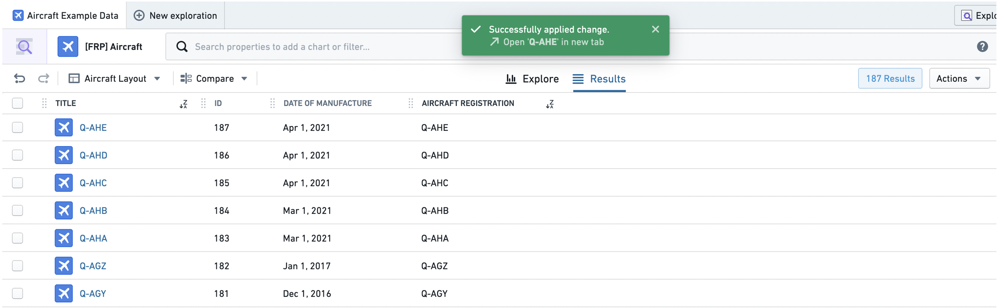 Aircraft Example Data New exploration Explo
Successfully applied change.
Open 'Q-AHE' in new tab
[FRP] Aircraft Search properties to add a chart or filter... ?
Aircraft Layout Compare Explore Results 187 Results Actions
TITLE ID DATE OF MANUFACTURE AIRCRAFT REGISTRATION
Q-AHE 187 Apr 1, 2021 Q-AHE
Q-AHD 186 Apr 1, 2021 Q-AHD
Q-AHC 185 Apr 1, 2021 Q-AHC
Q-AHB 184 Mar 1, 2021 Q-AHB
Q-AHA 183 Mar 1, 2021 Q-AHA
Q-AGZ 182 Jan 1, 2017 Q-AGZ
Q-AGY 181 Dec 1, 2016 Q-AGY